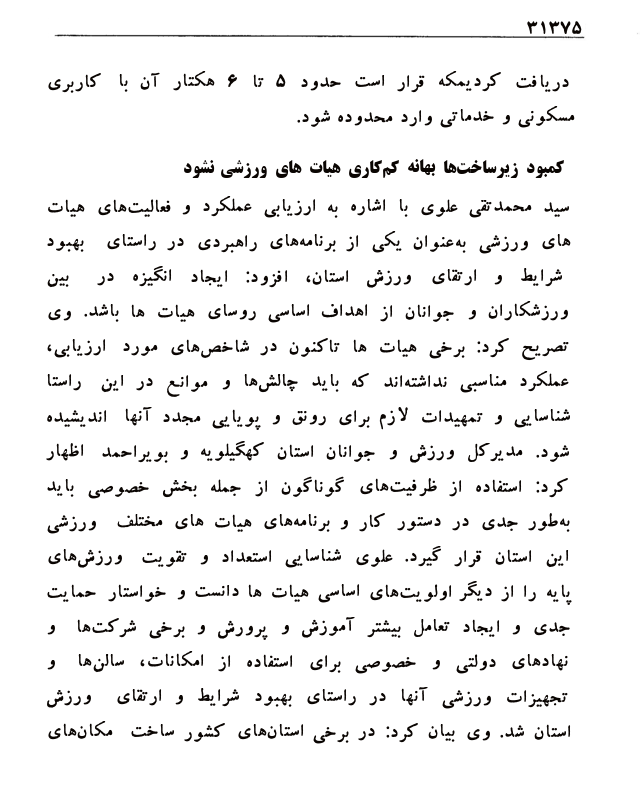 ۳۱۳۷۵
دریافت کردیمکه قرار است حدود ۵ تا ۶ هکتار آن با کاربری
مسکونی و خدماتی وارد محدوده شود.
کمبود زیرساخت‌ها بهانه کم‌کاری هیات های ورزشی نشود
سید محمدتقی علوی با اشاره به ارزیابی عملکرد و فعالیت‌های هیات
های ورزشی به‌عنوان یکی از برنامه‌های راهبردی در راستای بهبود
شرایط و ارتقای ورزش استان، افزود: ایجاد انگیزه در بین
ورزشکاران و جوانان از اهداف اساسی روسای هیات ها باشد. وی
تصریح کرد: برخی هیات ها تاکنون در شاخص‌های مورد ارزیابی،
عملکرد مناسبی نداشته‌اند که باید چالش‌ها و موانع در این راستا
شناسایی و تمهیدات لازم برای رونق و پویایی مجدد آنها اندیشیده
شود. مدیرکل ورزش و جوانان استان کهگیلویه و بویراحمد اظهار
کرد: استفاده از ظرفیت‌های گوناگون از جمله بخش خصوصی باید
به‌طور جدی در دستور کار و برنامه‌های هیات های مختلف ورزشی
این استان قرار گیرد. علوی شناسایی استعداد و تقویت ورزش‌های
پایه را از دیگر اولویت‌های اساسی هیات ها دانست و خواستار حمایت
جدی و ایجاد تعامل بیشتر آموزش و پرورش و برخی شرکت‌ها و
نهادهای دولتی و خصوصی برای استفاده از امکانات، سالن‌ها و
تجهیزات ورزشی آنها در راستای بهبود شرایط و ارتقای ورزش
استان شد. وی بیان کرد: در برخی استان‌های کشور ساخت مکان‌های